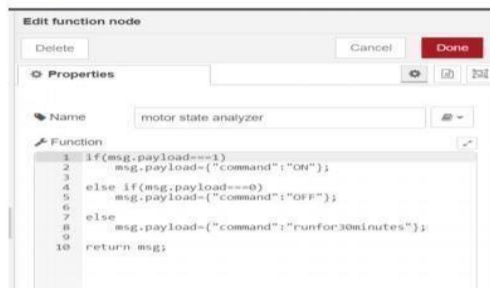 Edit function node
Delete Cancel Done
Properties
Name motor state analyzer
Function
1 if(msg.payload===1)
2 msg.payload={"command":"ON"};
3
4 else if(msg.payload===0)
5 msg.payload={"command":"OFF"};
6
7 else
8 msg.payload={"command":"runfor30minutes"};
9
10 return msg;